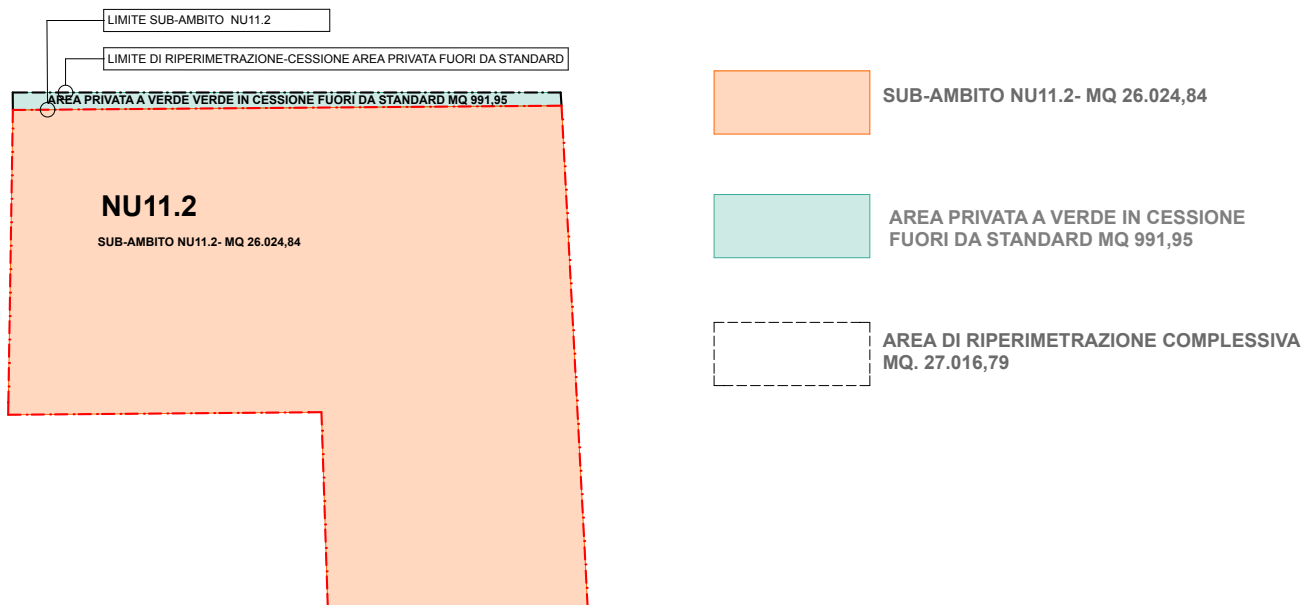 LIMITE SUB-AMBITO NU11.2
LIMITE DI RIPERIMETRAZIONE-CESSIONE AREA PRIVATA FUORI DA STANDARD
AREA PRIVATA A VERDE VERDE IN CESSIONE FUORI DA STANDARD MQ 991,95
NU11.2
SUB-AMBITO NU11.2- MQ 26.024,84
SUB-AMBITO NU11.2- MQ 26.024,84
AREA PRIVATA A VERDE IN CESSIONE
FUORI DA STANDARD MQ 991,95
AREA DI RIPERIMETRAZIONE COMPLESSIVA
MQ. 27.016,79